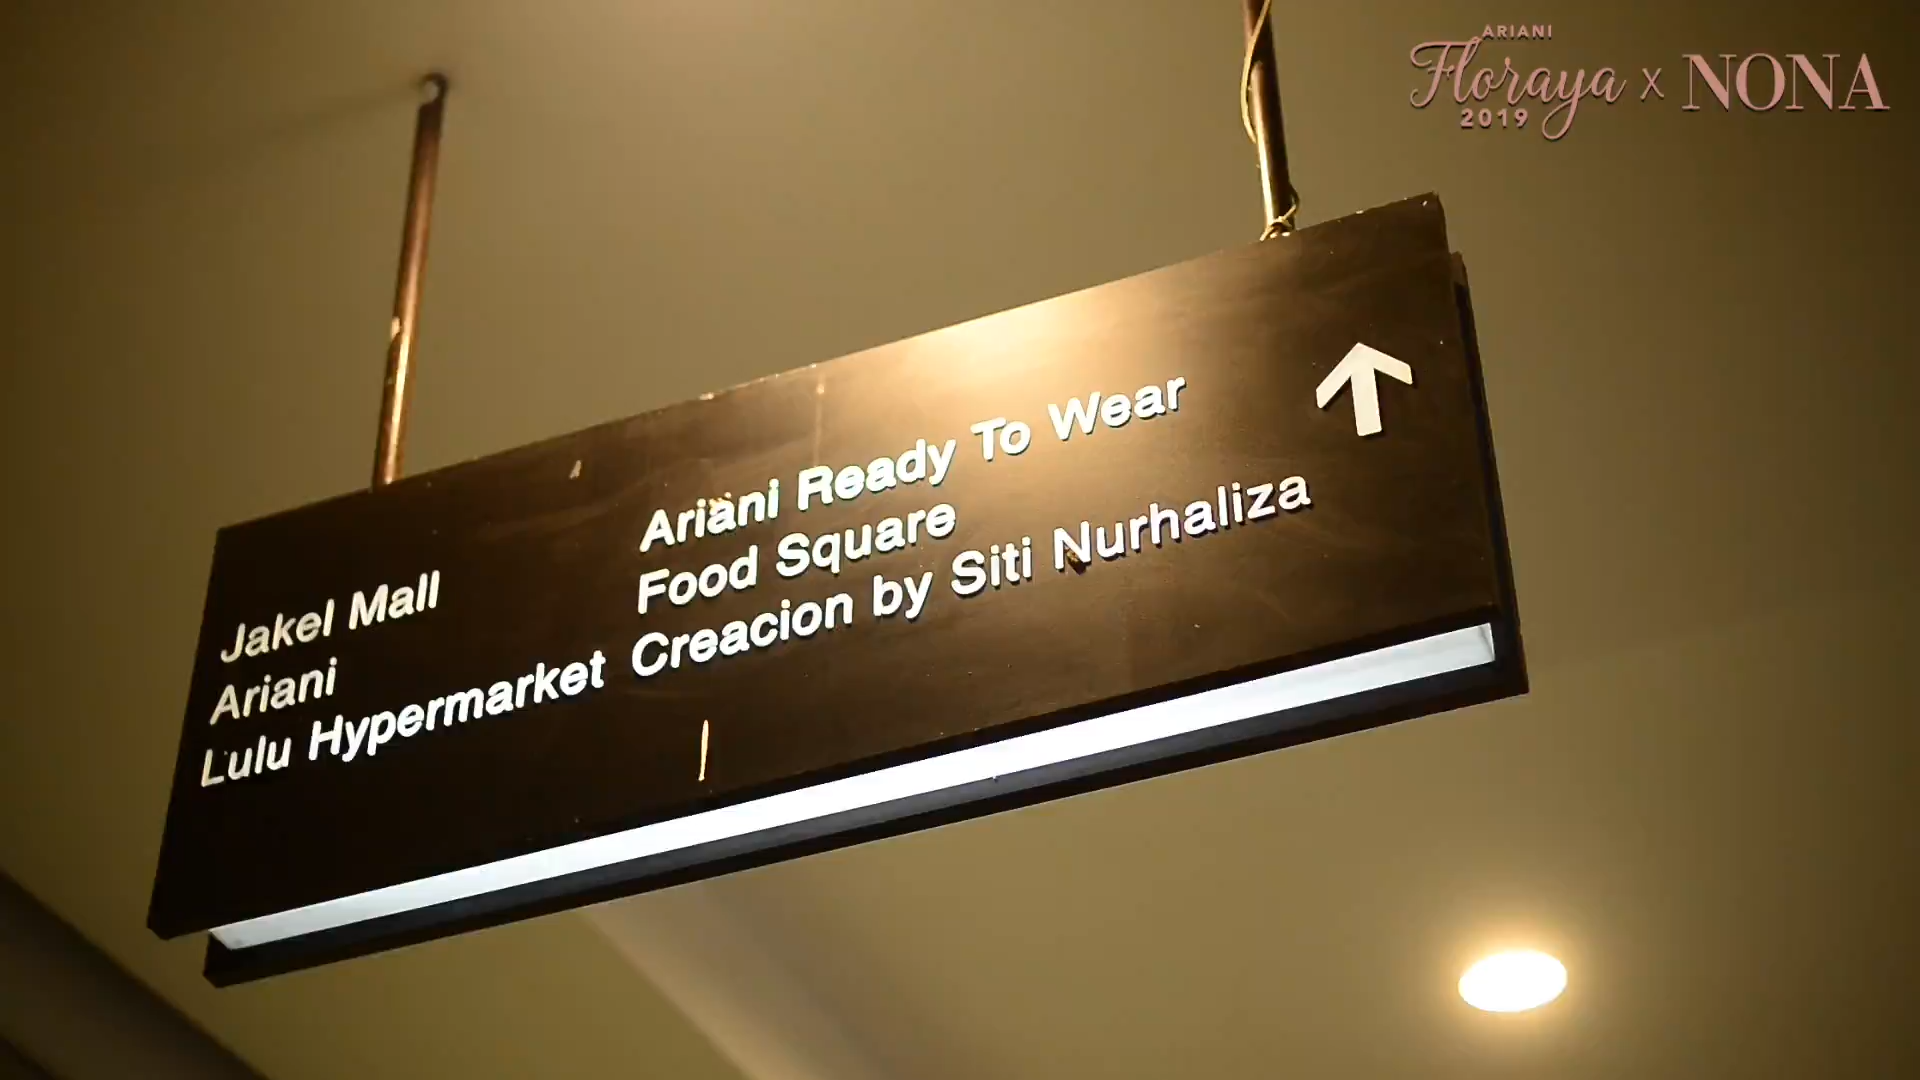 ARIANI
Floraya x NONA
2019
Jakel Mall
Ariani
Lulu Hypermarket
Ariani Ready To Wear
Food Square
Creacion by Siti Nurhaliza